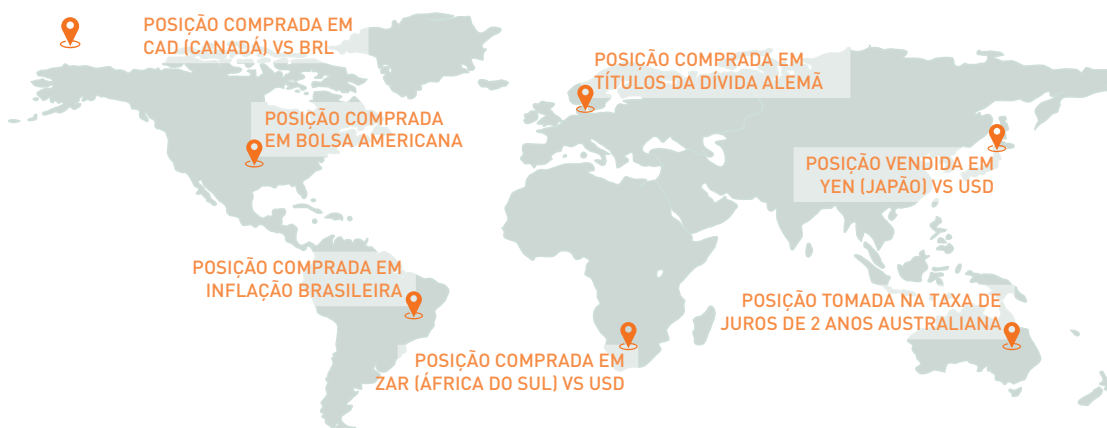 POSIÇÃO COMPRADA EM
CAD (CANADÁ) VS BRL
POSIÇÃO COMPRADA EM
TÍTULOS DA DÍVIDA ALEMÃ
POSIÇÃO COMPRADA
EM BOLSA AMERICANA
POSIÇÃO VENDIDA EM
YEN (JAPÃO) VS USD
POSIÇÃO COMPRADA EM
INFLAÇÃO BRASILEIRA
POSIÇÃO TOMADA NA TAXA DE
JUROS DE 2 ANOS AUSTRALIANA
POSIÇÃO COMPRADA EM
ZAR (ÁFRICA DO SUL) VS USD